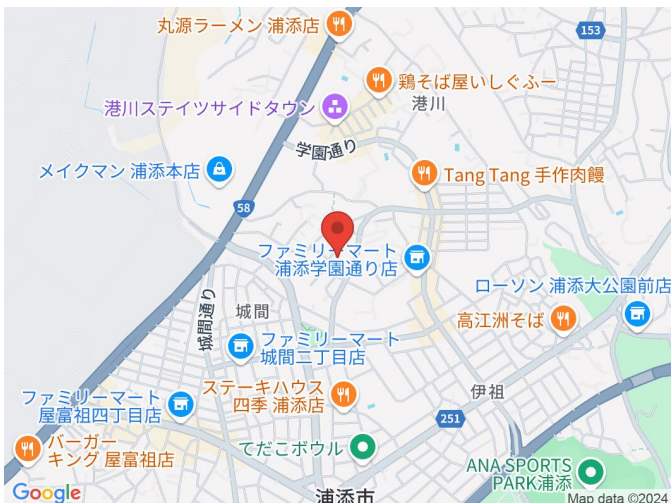 丸源ラーメン 浦添店
153
鶏そば屋いしぐふー
港川
港川ステイツサイドタウン
学園通り
メイクマン 浦添本店
Tang Tang 手作肉饅
58
ファミリーマート
浦添学園通り店
ローソン 浦添大公園前店
城間通り
城間
高江洲そば
ファミリーマート
城間二丁目店
ステーキハウス
四季 浦添店
伊祖
ファミリーマート
屋富祖四丁目店
251
バーガー
キング 屋富祖店
てだこボウル
ANA SPORTS
PARK浦添
Google
浦添市
Map data ©2024